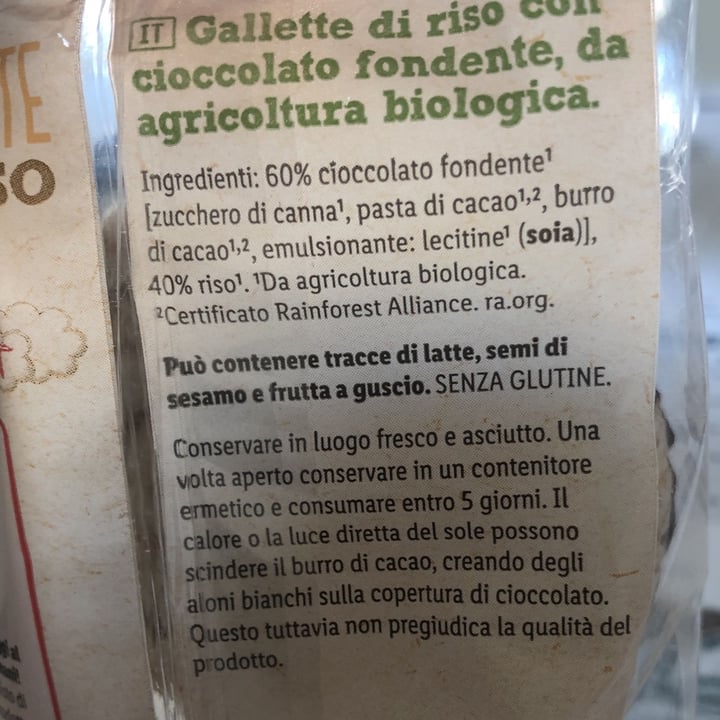 IT Gallette di riso con
cioccolato fondente, da
agricoltura biologica.
Ingredienti: 60% cioccolato fondente¹
[zucchero di canna¹, pasta di cacao¹,², burro
di cacao¹,², emulsionante: lecitine¹ (soia)],
40% riso¹. ¹Da agricoltura biologica.
²Certificato Rainforest Alliance. ra.org.
Può contenere tracce di latte, semi di
sesamo e frutta a guscio. SENZA GLUTINE.
Conservare in luogo fresco e asciutto. Una
volta aperto conservare in un contenitore
ermetico e consumare entro 5 giorni. Il
calore o la luce diretta del sole possono
scindere il burro di cacao, creando degli
aloni bianchi sulla copertura di cioccolato.
Questo tuttavia non pregiudica la qualità del
prodotto.